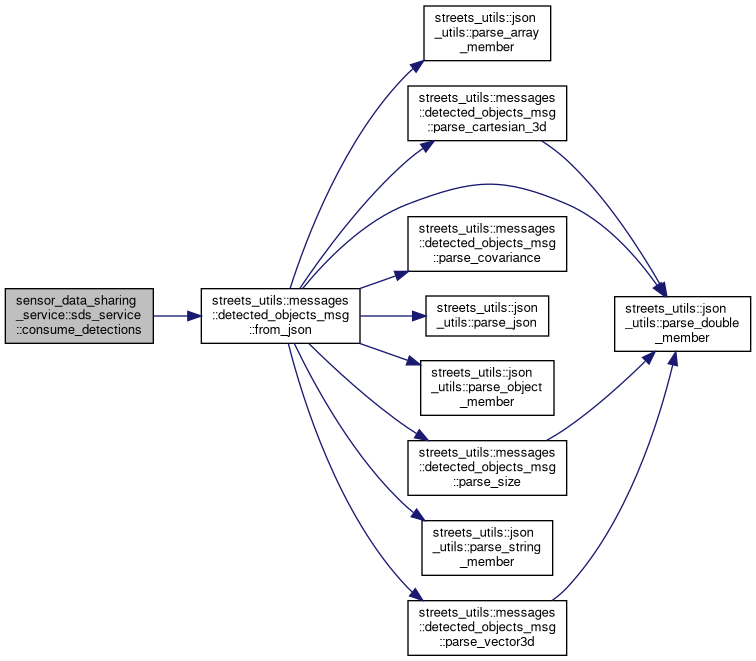 sensor_data_sharing
_service::sds_service
::consume_detections
streets_utils::messages
::detected_objects_msg
::from_json
streets_utils::json
_utils::parse_array
_member
streets_utils::messages
::detected_objects_msg
::parse_cartesian_3d
streets_utils::messages
::detected_objects_msg
::parse_covariance
streets_utils::json
_utils::parse_json
streets_utils::json
_utils::parse_object
_member
streets_utils::messages
::detected_objects_msg
::parse_size
streets_utils::json
_utils::parse_string
_member
streets_utils::messages
::detected_objects_msg
::parse_vector3d
streets_utils::json
_utils::parse_double
_member